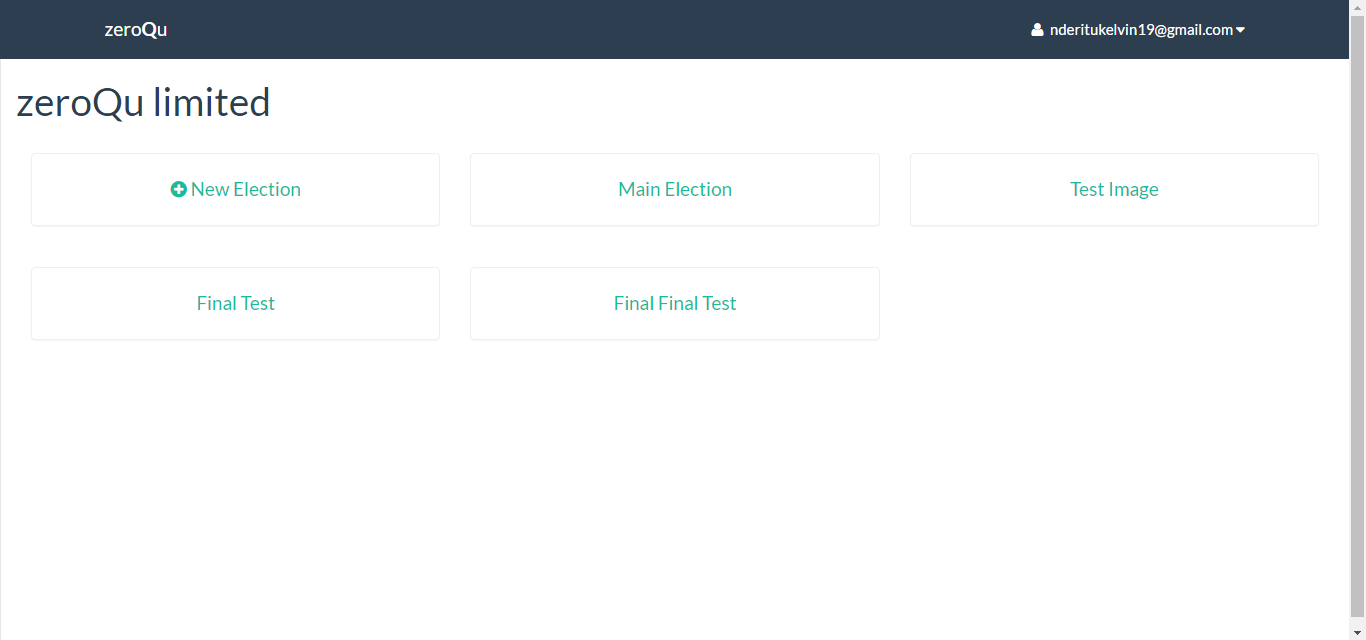 zeroQu
nderitukelvin19@gmail.com
zeroQu limited
New Election
Main Election
Test Image
Final Test
Final Final Test